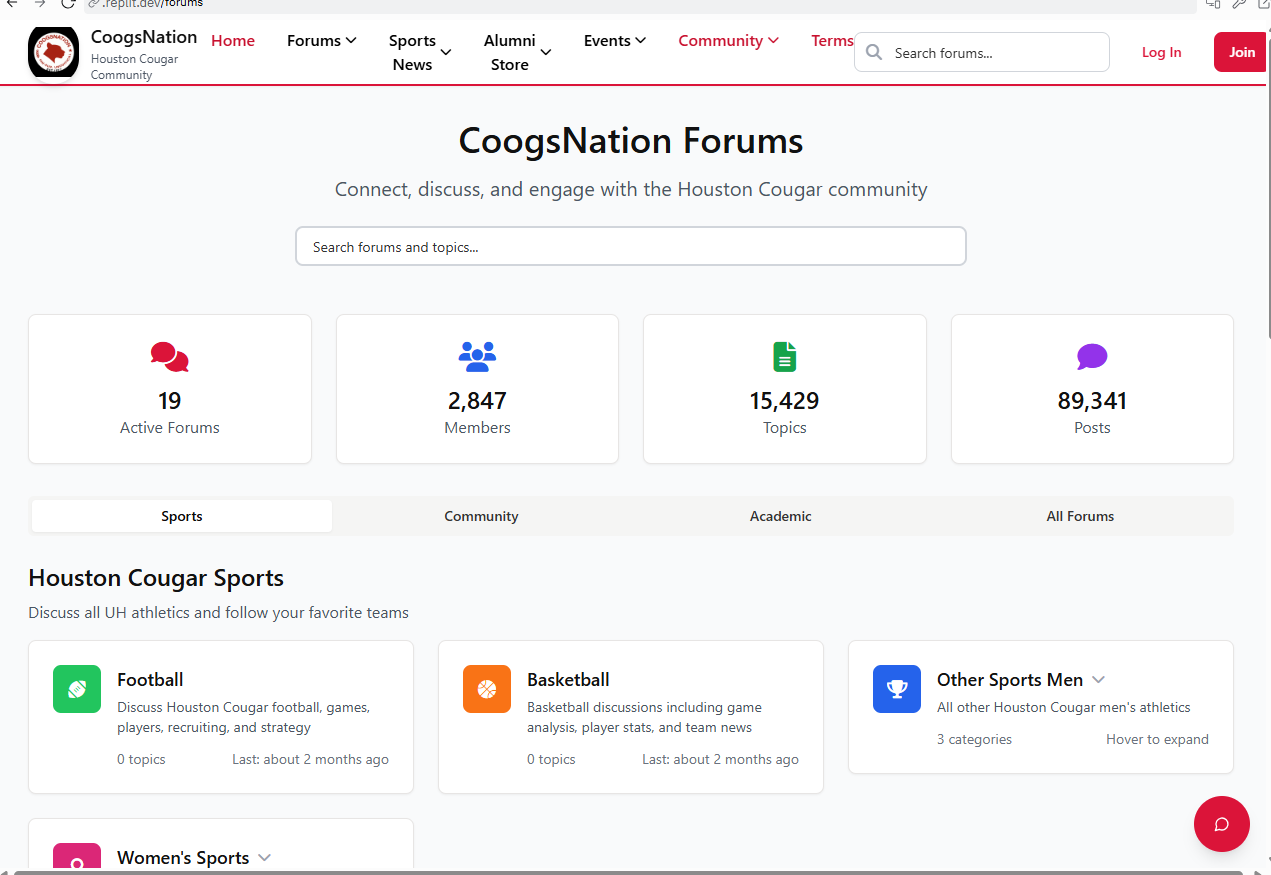 .replit.dev/forums
COOGSNATION
CoogsNation
Houston Cougar
Community
Home
Forums
Sports
News
Alumni
Store
Events
Community
Terms
Search forums...
Log In
Join
CoogsNation Forums
Connect, discuss, and engage with the Houston Cougar community
Search forums and topics...
19
Active Forums
2,847
Members
15,429
Topics
89,341
Posts
Sports
Community
Academic
All Forums
Houston Cougar Sports
Discuss all UH athletics and follow your favorite teams
Football
Discuss Houston Cougar football, games,
players, recruiting, and strategy
0 topics
Last: about 2 months ago
Basketball
Basketball discussions including game
analysis, player stats, and team news
0 topics
Last: about 2 months ago
Other Sports Men
All other Houston Cougar men's athletics
3 categories
Hover to expand
Women's Sports